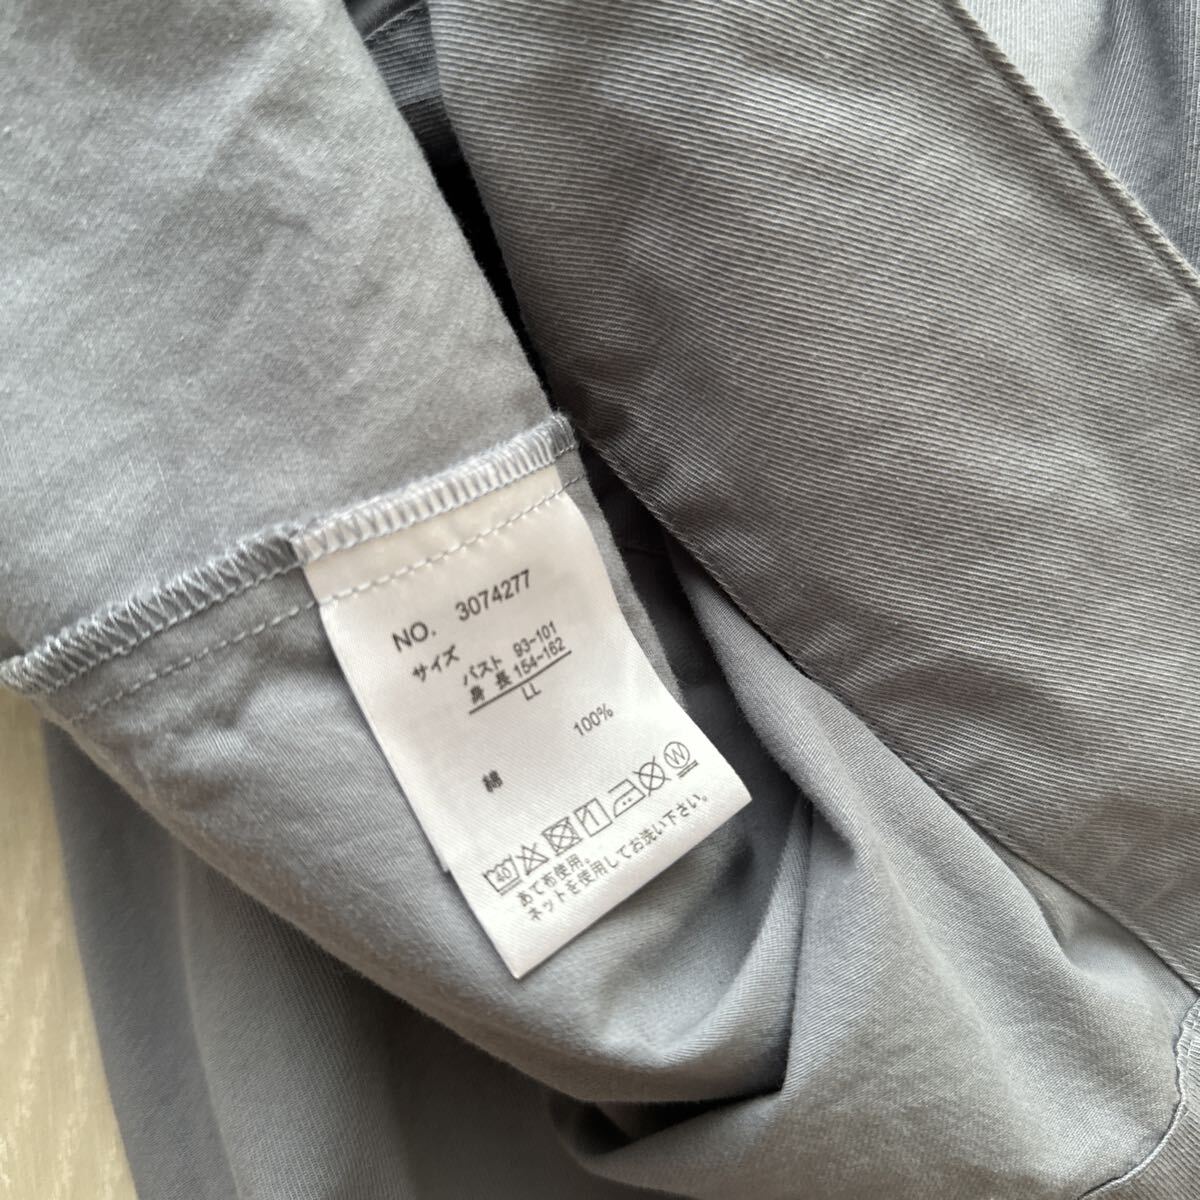 NO. 3074277
サイズ
バスト 93-101
身 長 154-162
LL
綿 100%
40 W
あて布使用。
ネットを使用してお洗い下さい。